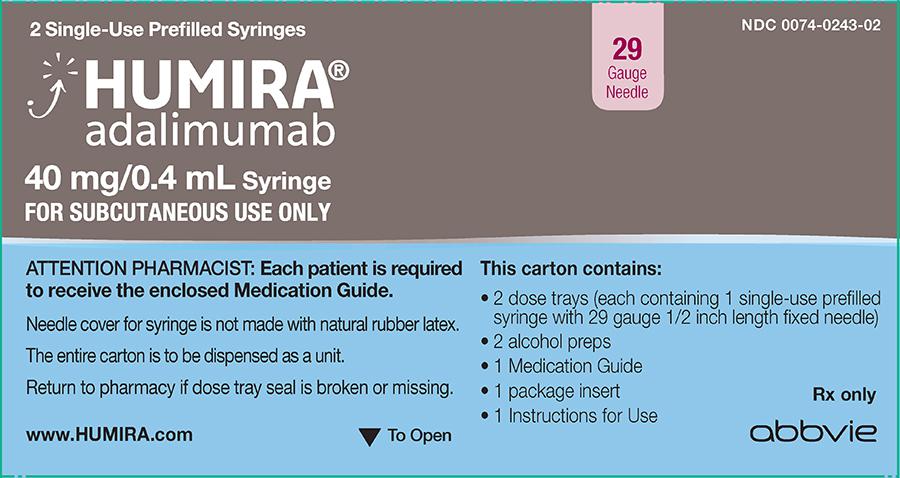 2 Single-Use Prefilled Syringes
NDC 0074-0243-02
29
Gauge
Needle
HUMIRA®
adalimumab
40 mg/0.4 mL Syringe
FOR SUBCUTANEOUS USE ONLY
ATTENTION PHARMACIST: Each patient is required
to receive the enclosed Medication Guide.
Needle cover for syringe is not made with natural rubber latex.
The entire carton is to be dispensed as a unit.
Return to pharmacy if dose tray seal is broken or missing.
www.HUMIRA.com
▼ To Open
This carton contains:
• 2 dose trays (each containing 1 single-use prefilled
syringe with 29 gauge 1/2 inch length fixed needle)
• 2 alcohol preps
• 1 Medication Guide
• 1 package insert
• 1 Instructions for Use
Rx only
abbvie